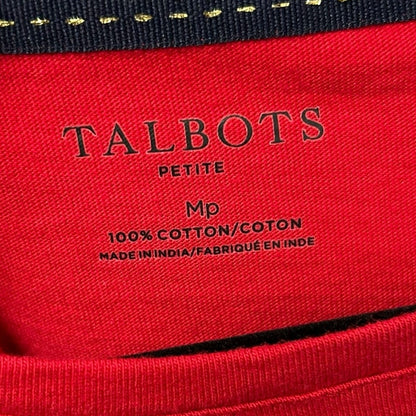 TALBOTS
PETITE
Mp
100% COTTON/COTON
MADE IN INDIA/FABRIQUÉ EN INDE